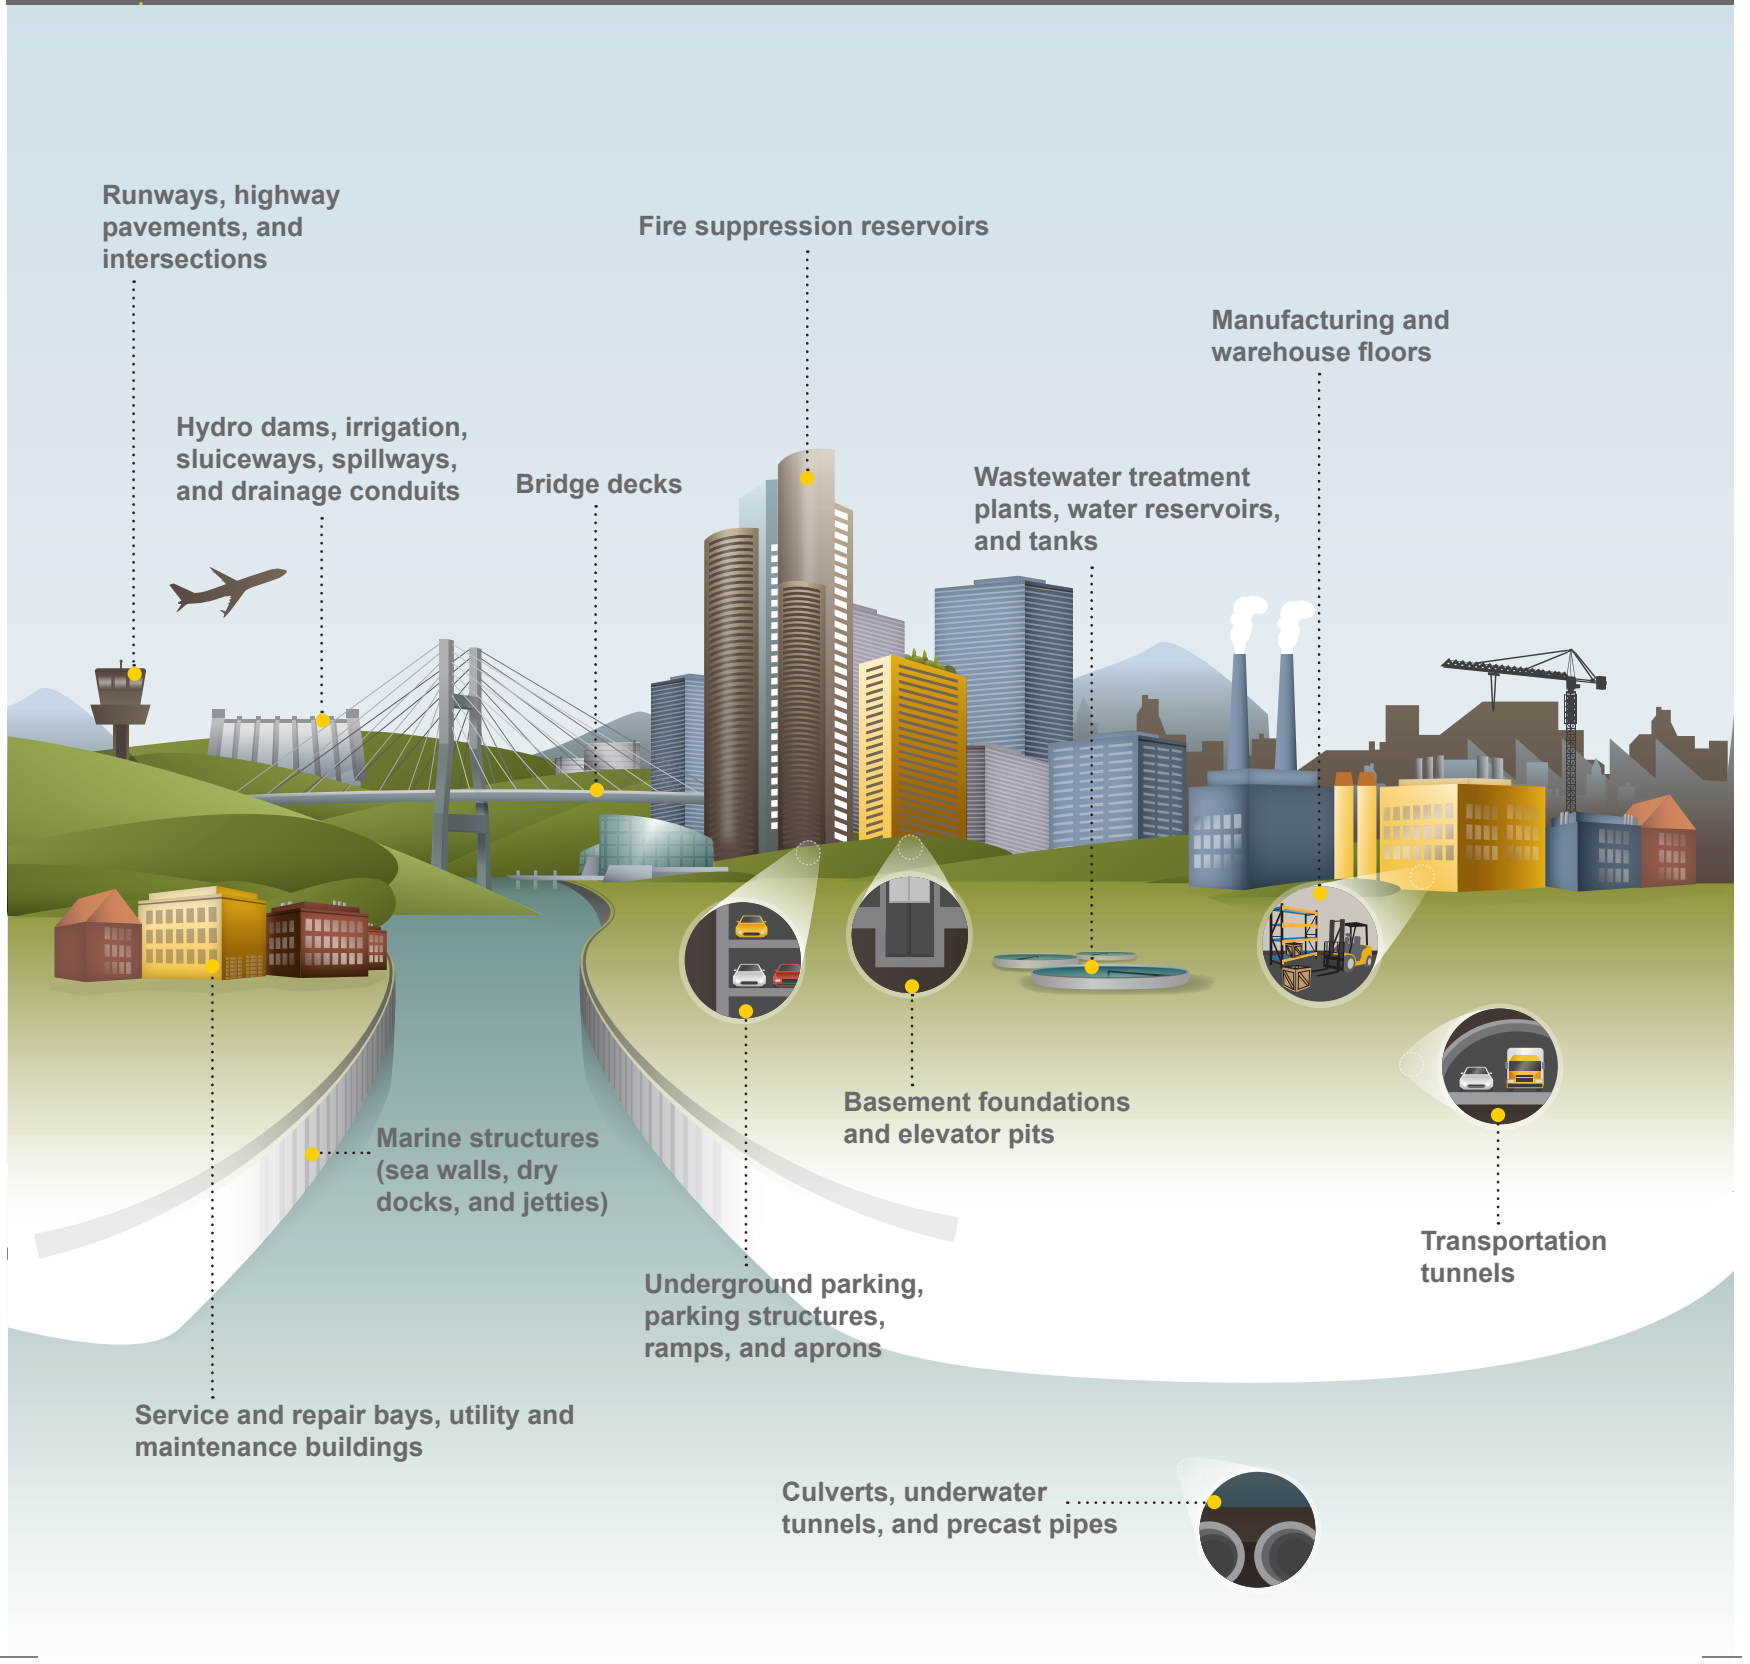 Runways, highway
pavements, and
intersections
Fire suppression reservoirs
Manufacturing and
warehouse floors
Hydro dams, irrigation,
sluiceways, spillways,
and drainage conduits
Bridge decks
Wastewater treatment
plants, water reservoirs,
and tanks
Basement foundations
and elevator pits
Marine structures
(sea walls, dry
docks, and jetties)
Transportation
tunnels
Underground parking,
parking structures,
ramps, and aprons
Service and repair bays, utility and
maintenance buildings
Culverts, underwater
tunnels, and precast pipes